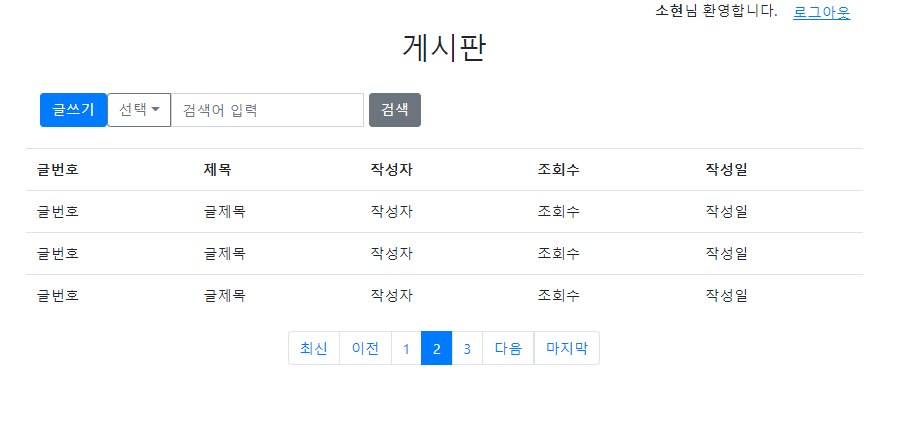 소현님 환영합니다. 로그아웃
게시판
글쓰기 선택 검색어 입력 검색
글번호 제목 작성자 조회수 작성일
글번호 글제목 작성자 조회수 작성일
글번호 글제목 작성자 조회수 작성일
글번호 글제목 작성자 조회수 작성일
최신 이전 1 2 3 다음 마지막